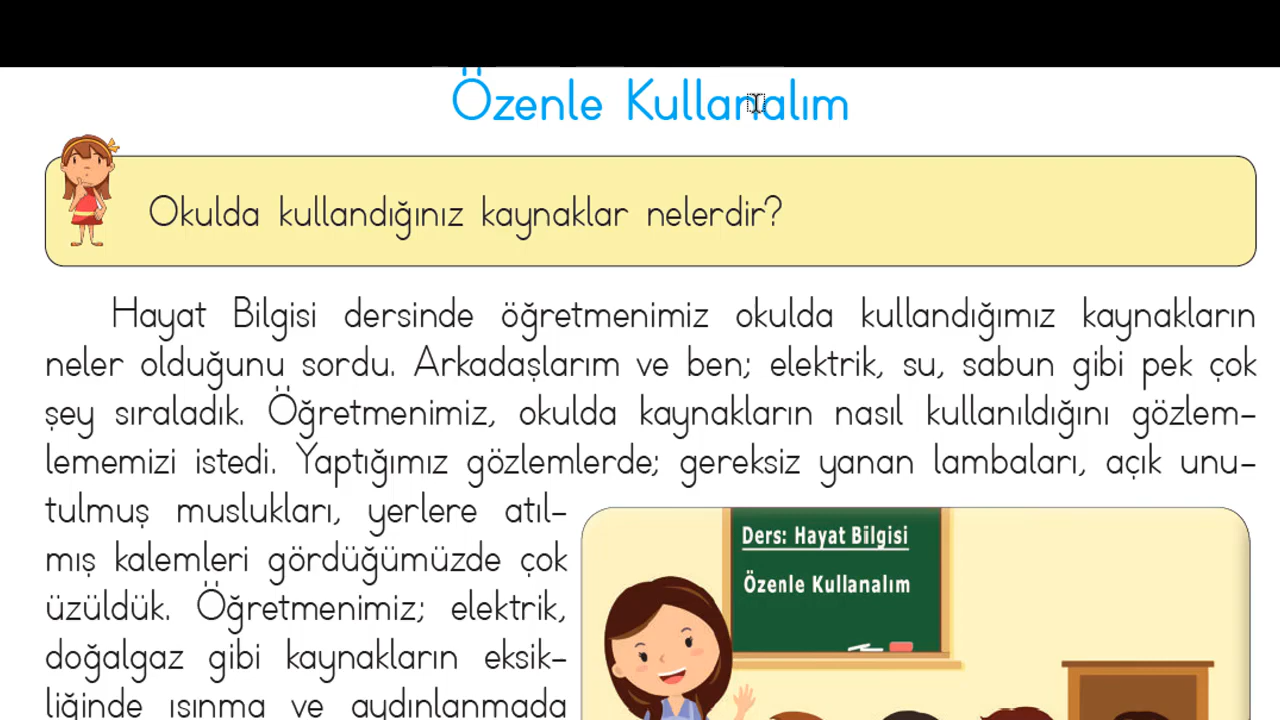 Özenle Kullanalım
Okulda kullandığınız kaynaklar nelerdir?
Hayat Bilgisi dersinde öğretmenimiz okulda kullandığımız kaynakların
neler olduğunu sordu. Arkadaşlarım ve ben; elektrik, su, sabun gibi pek çok
şey sıraladık. Öğretmenimiz, okulda kaynakların nasıl kullanıldığını gözlem-
lememizi istedi. Yaptığımız gözlemlerde; gereksiz yanan lambaları, açık unu-
tulmuş muslukları, yerlere atıl-
mış kalemleri gördüğümüzde çok
üzüldük. Öğretmenimiz; elektrik,
doğalgaz gibi kaynakların eksik-
liğinde ısınma ve aydınlanmada
Ders: Hayat Bilgisi
Özenle Kullanalım